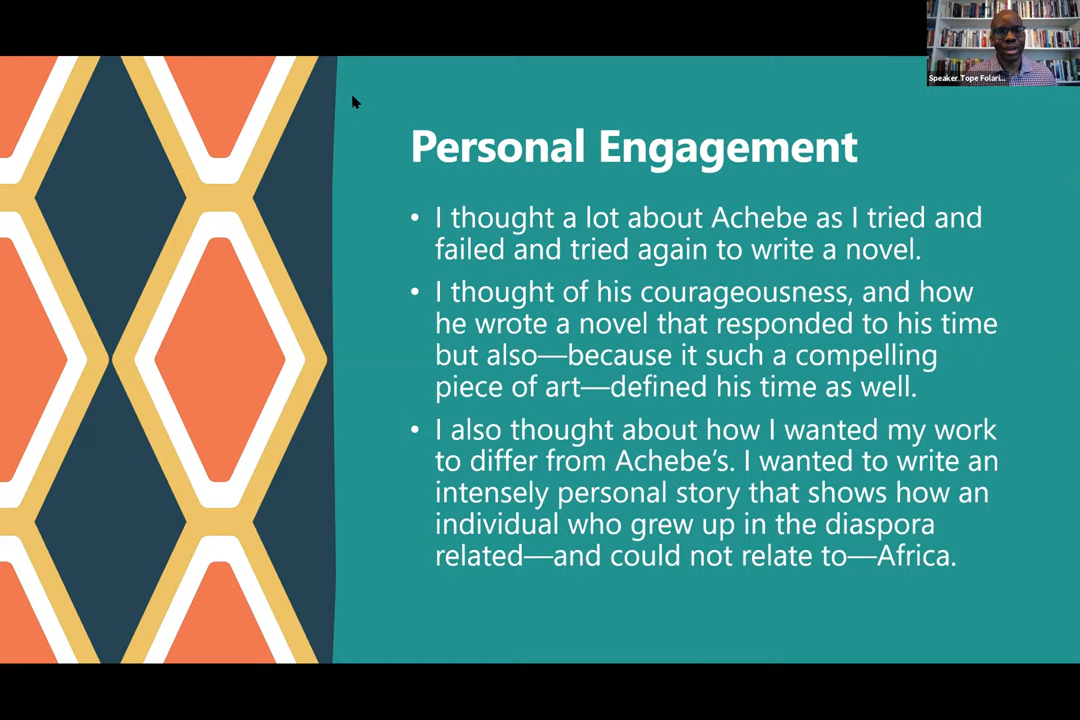 Speaker Tope Folari...
Personal Engagement
• I thought a lot about Achebe as I tried and
failed and tried again to write a novel.
• I thought of his courageousness, and how
he wrote a novel that responded to his time
but also—because it such a compelling
piece of art—defined his time as well.
• I also thought about how I wanted my work
to differ from Achebe’s. I wanted to write an
intensely personal story that shows how an
individual who grew up in the diaspora
related—and could not relate to—Africa.